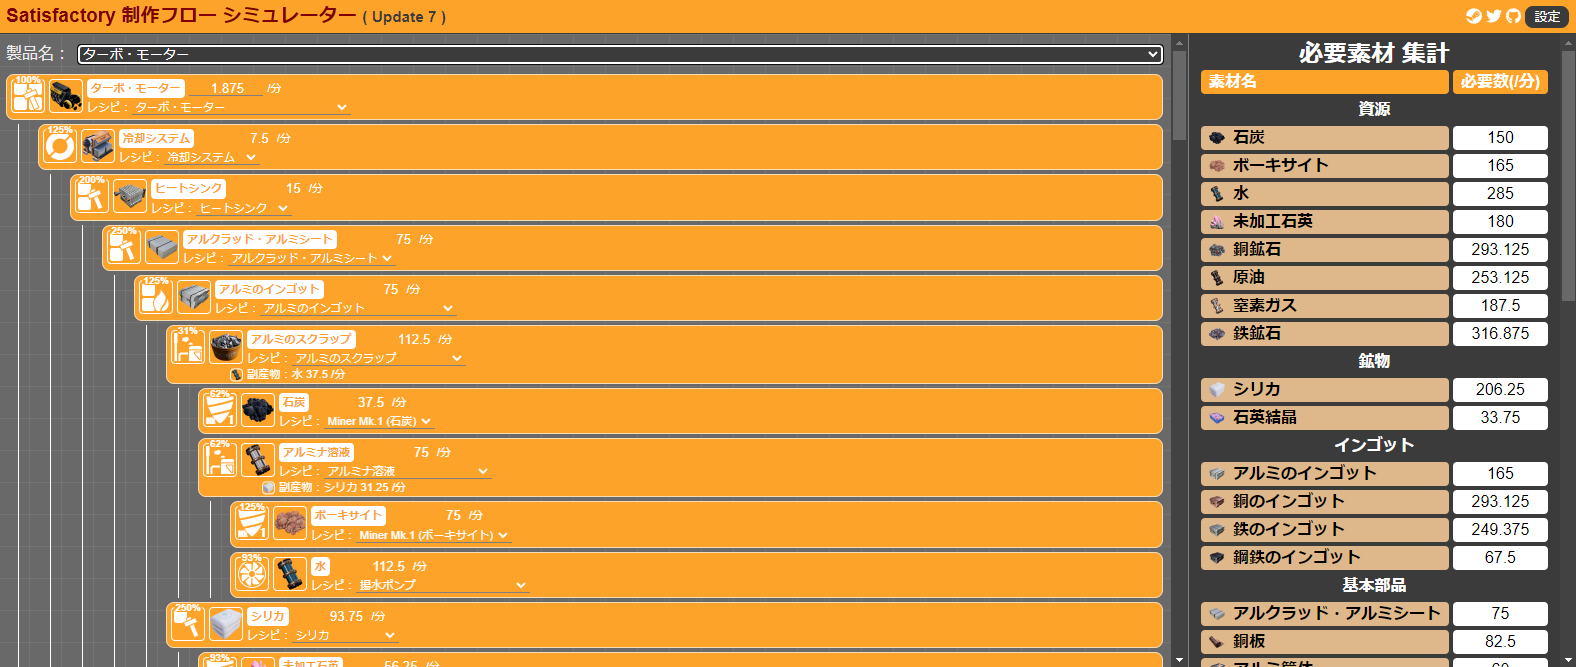 Satisfactory 制作フロー シミュレーター ( Update 7 )
設定
製品名：
ターボ・モーター
100%
ターボ・モーター 1.875 /分
レシピ： ターボ・モーター
125%
冷却システム 7.5 /分
レシピ： 冷却システム
200%
ヒートシンク 15 /分
レシピ： ヒートシンク
250%
アルクラッド・アルミシート 75 /分
レシピ： アルクラッド・アルミシート
125%
アルミのインゴット 75 /分
レシピ： アルミのインゴット
31%
アルミのスクラップ 112.5 /分
レシピ： アルミのスクラップ
副産物：水 37.5 /分
62%
石炭 37.5 /分
レシピ： Miner Mk.1 (石炭)
62%
アルミナ溶液 75 /分
レシピ： アルミナ溶液
副産物：シリカ 31.25 /分
125%
ボーキサイト 75 /分
レシピ： Miner Mk.1 (ボーキサイト)
93%
水 112.5 /分
レシピ： 揚水ポンプ
250%
シリカ 93.75 /分
レシピ： シリカ
93%
未加工石英 56.25 /分
必要素材 集計
素材名 必要数(/分)
資源
石炭 150
ボーキサイト 165
水 285
未加工石英 180
銅鉱石 293.125
原油 253.125
窒素ガス 187.5
鉄鉱石 316.875
鉱物
シリカ 206.25
石英結晶 33.75
インゴット
アルミのインゴット 165
銅のインゴット 293.125
鉄のインゴット 249.375
鋼鉄のインゴット 67.5
基本部品
アルクラッド・アルミシート 75
銅板 82.5
アルミ筐体 60